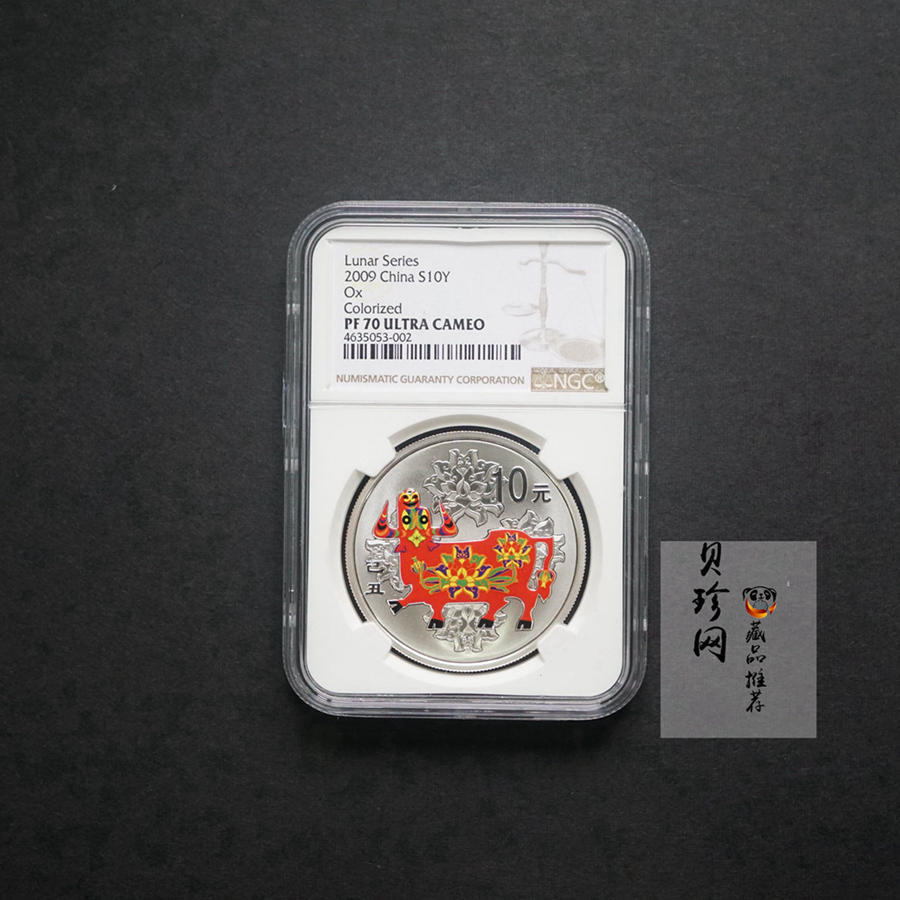 Lunar Series
2009 China S10Y
Ox
Colorized
PF 70 ULTRA CAMEO
4635053-002
NUMISMATIC GUARANTY CORPORATION
NGC®
10元
己丑
贝珍网
藏品推荐